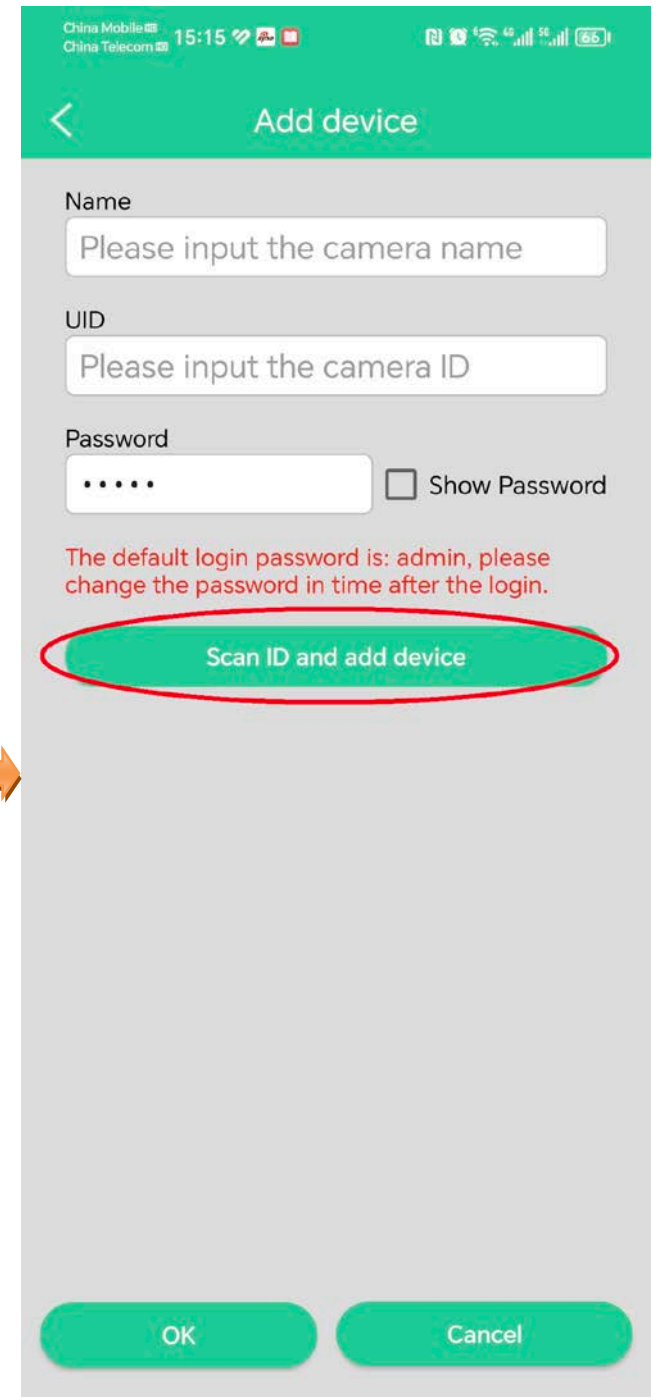 China Mobile HD
China Telecom HD
15:15
66
Add device
Name
Please input the camera name
UID
Please input the camera ID
Password
•••••
Show Password
The default login password is: admin, please
change the password in time after the login.
Scan ID and add device
OK
Cancel